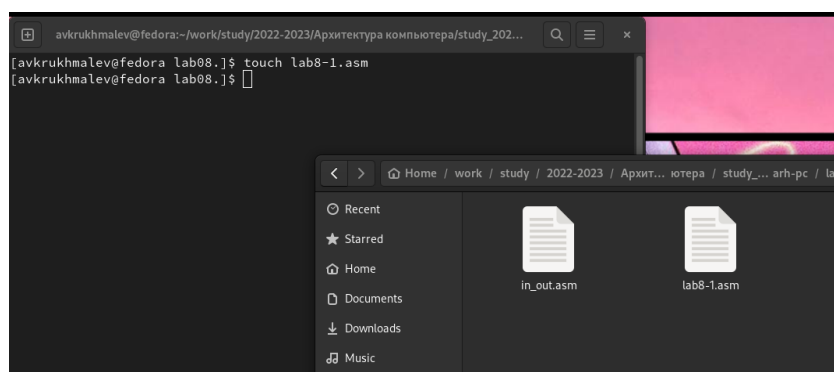 avkrukhmalev@fedora:~/work/study/2022-2023/Архитектура компьютера/study_202...
[avkrukhmalev@fedora lab08.]$ touch lab8-1.asm
[avkrukhmalev@fedora lab08.]$
Home / work / study / 2022-2023 / Архит... ютера / study_... arh-pc / la
Recent
Starred
Home
Documents
Downloads
Music
in_out.asm
lab8-1.asm